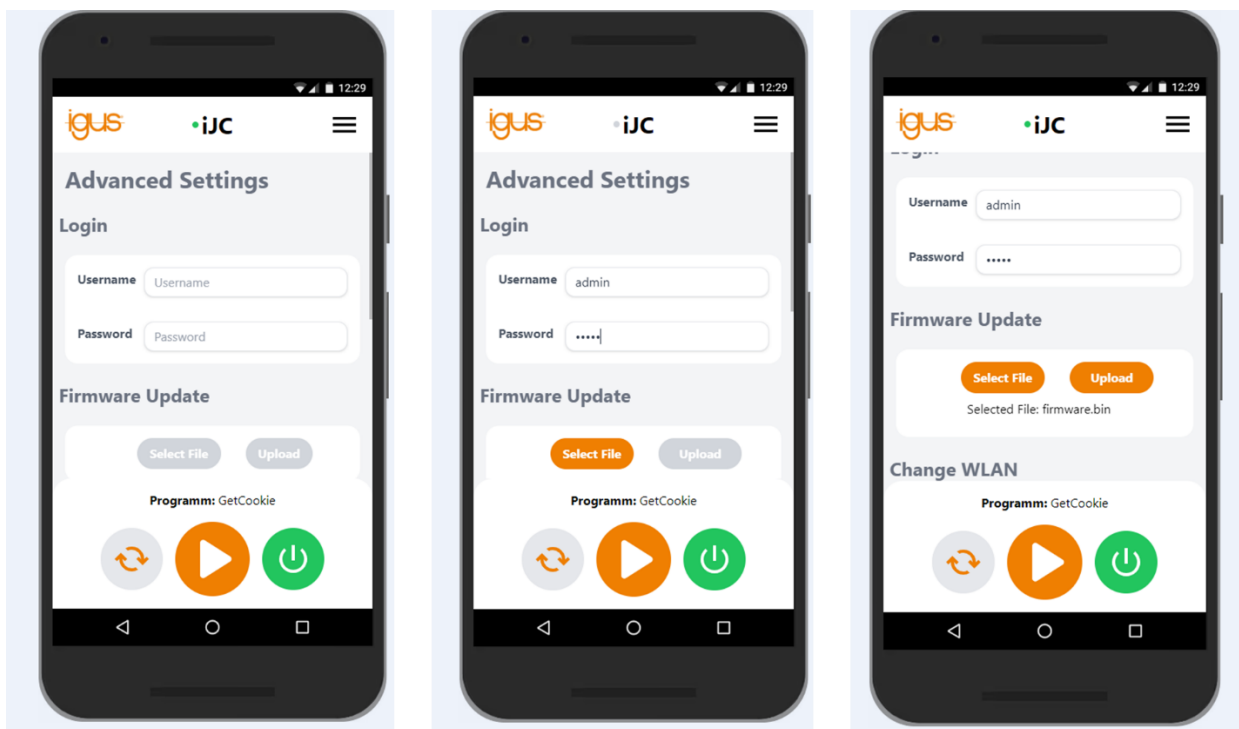 12:29
igus
iJC
Advanced Settings
Login
Username Username
Password Password
Firmware Update
Select File Upload
Programm: GetCookie
12:29
igus
iJC
Advanced Settings
Login
Username admin
Password •••••
Firmware Update
Select File Upload
Programm: GetCookie
12:29
igus
iJC
Login
Username admin
Password •••••
Firmware Update
Select File Upload
Selected File: firmware.bin
Change WLAN
Programm: GetCookie